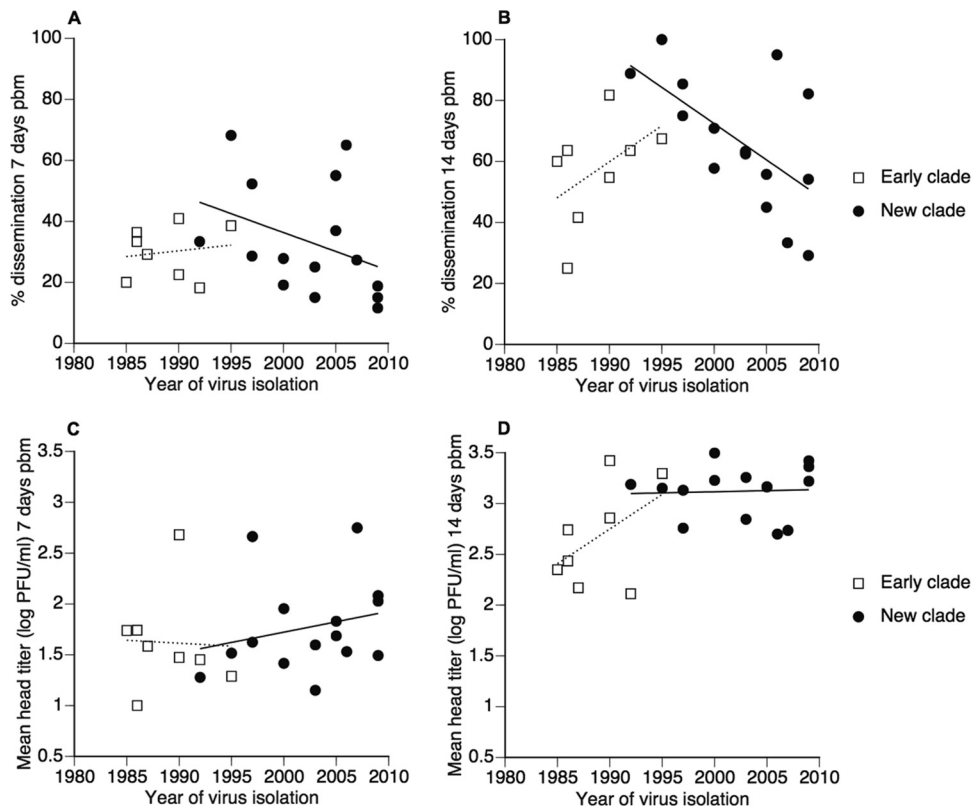 A
% dissemination 7 days pbm
100
80
60
40
20
0
1980 1985 1990 1995 2000 2005 2010
Year of virus isolation
B
% dissemination 14 days pbm
100
80
60
40
20
0
1980 1985 1990 1995 2000 2005 2010
Year of virus isolation
Early clade
New clade
C
Mean head titer (log PFU/ml) 7 days pbm
3.5
3
2.5
2
1.5
1
0.5
1980 1985 1990 1995 2000 2005 2010
Year of virus isolation
D
Mean head titer (log PFU/ml) 14 days pbm
3.5
3
2.5
2
1.5
1
0.5
1980 1985 1990 1995 2000 2005 2010
Year of virus isolation
Early clade
New clade